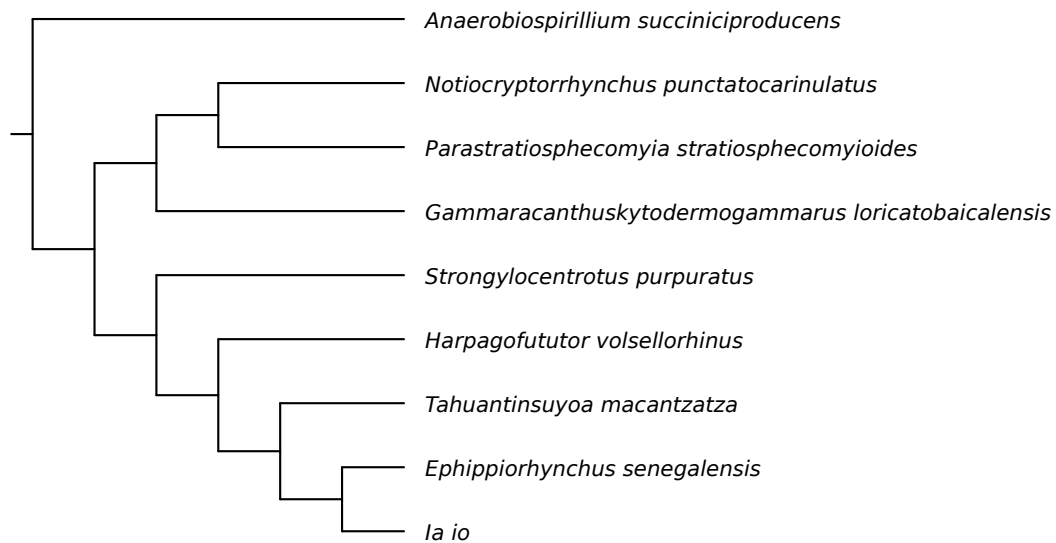 Anaerobiospirillium succiniciproducens
Notiocryptorrhynchus punctatocarinulatus
Parastratiosphecomyia stratiosphecomyioides
Gammaracanthuskytodermogammarus loricatobaicalensis
Strongylocentrotus purpuratus
Harpagofututor volsellorhinus
Tahuantinsuyoa macantzatza
Ephippiorhynchus senegalensis
Ia io